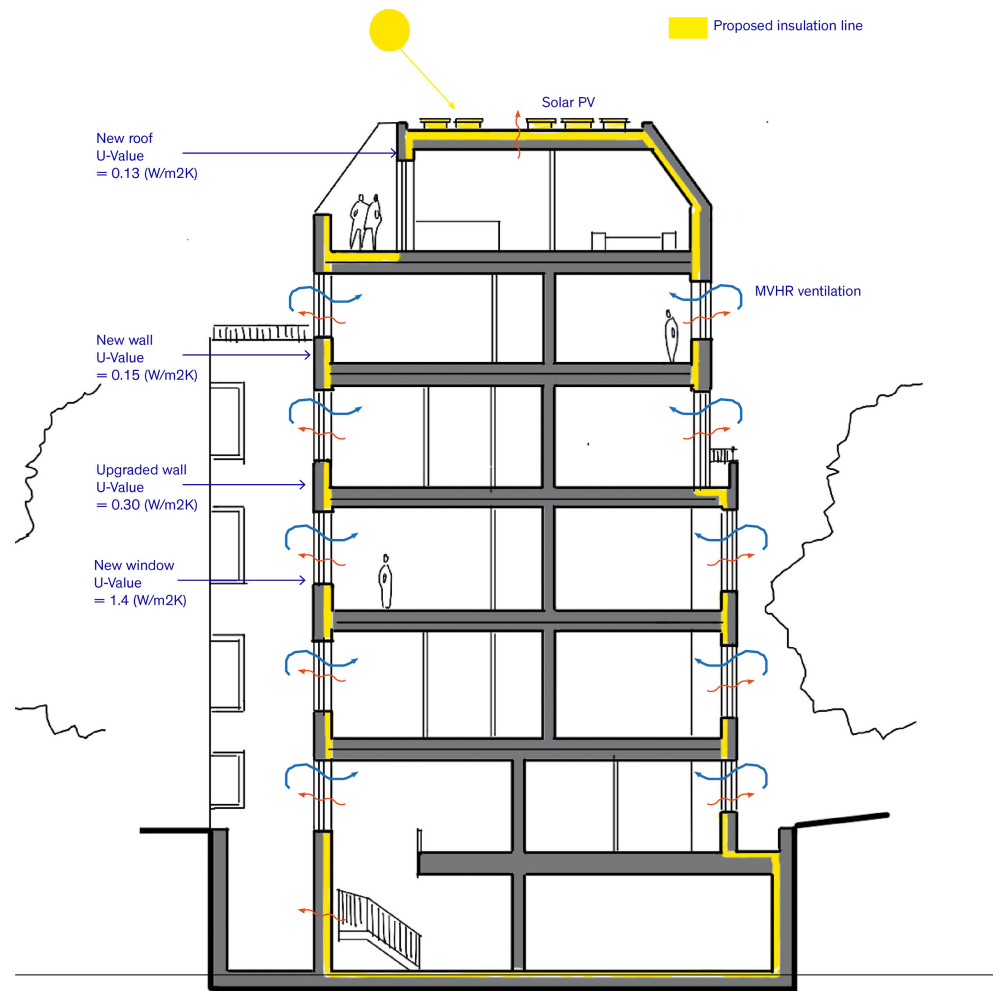 Proposed insulation line
Solar PV
New roof
U-Value
= 0.13 (W/m2K)
MVHR ventilation
New wall
U-Value
= 0.15 (W/m2K)
Upgraded wall
U-Value
= 0.30 (W/m2K)
New window
U-Value
= 1.4 (W/m2K)